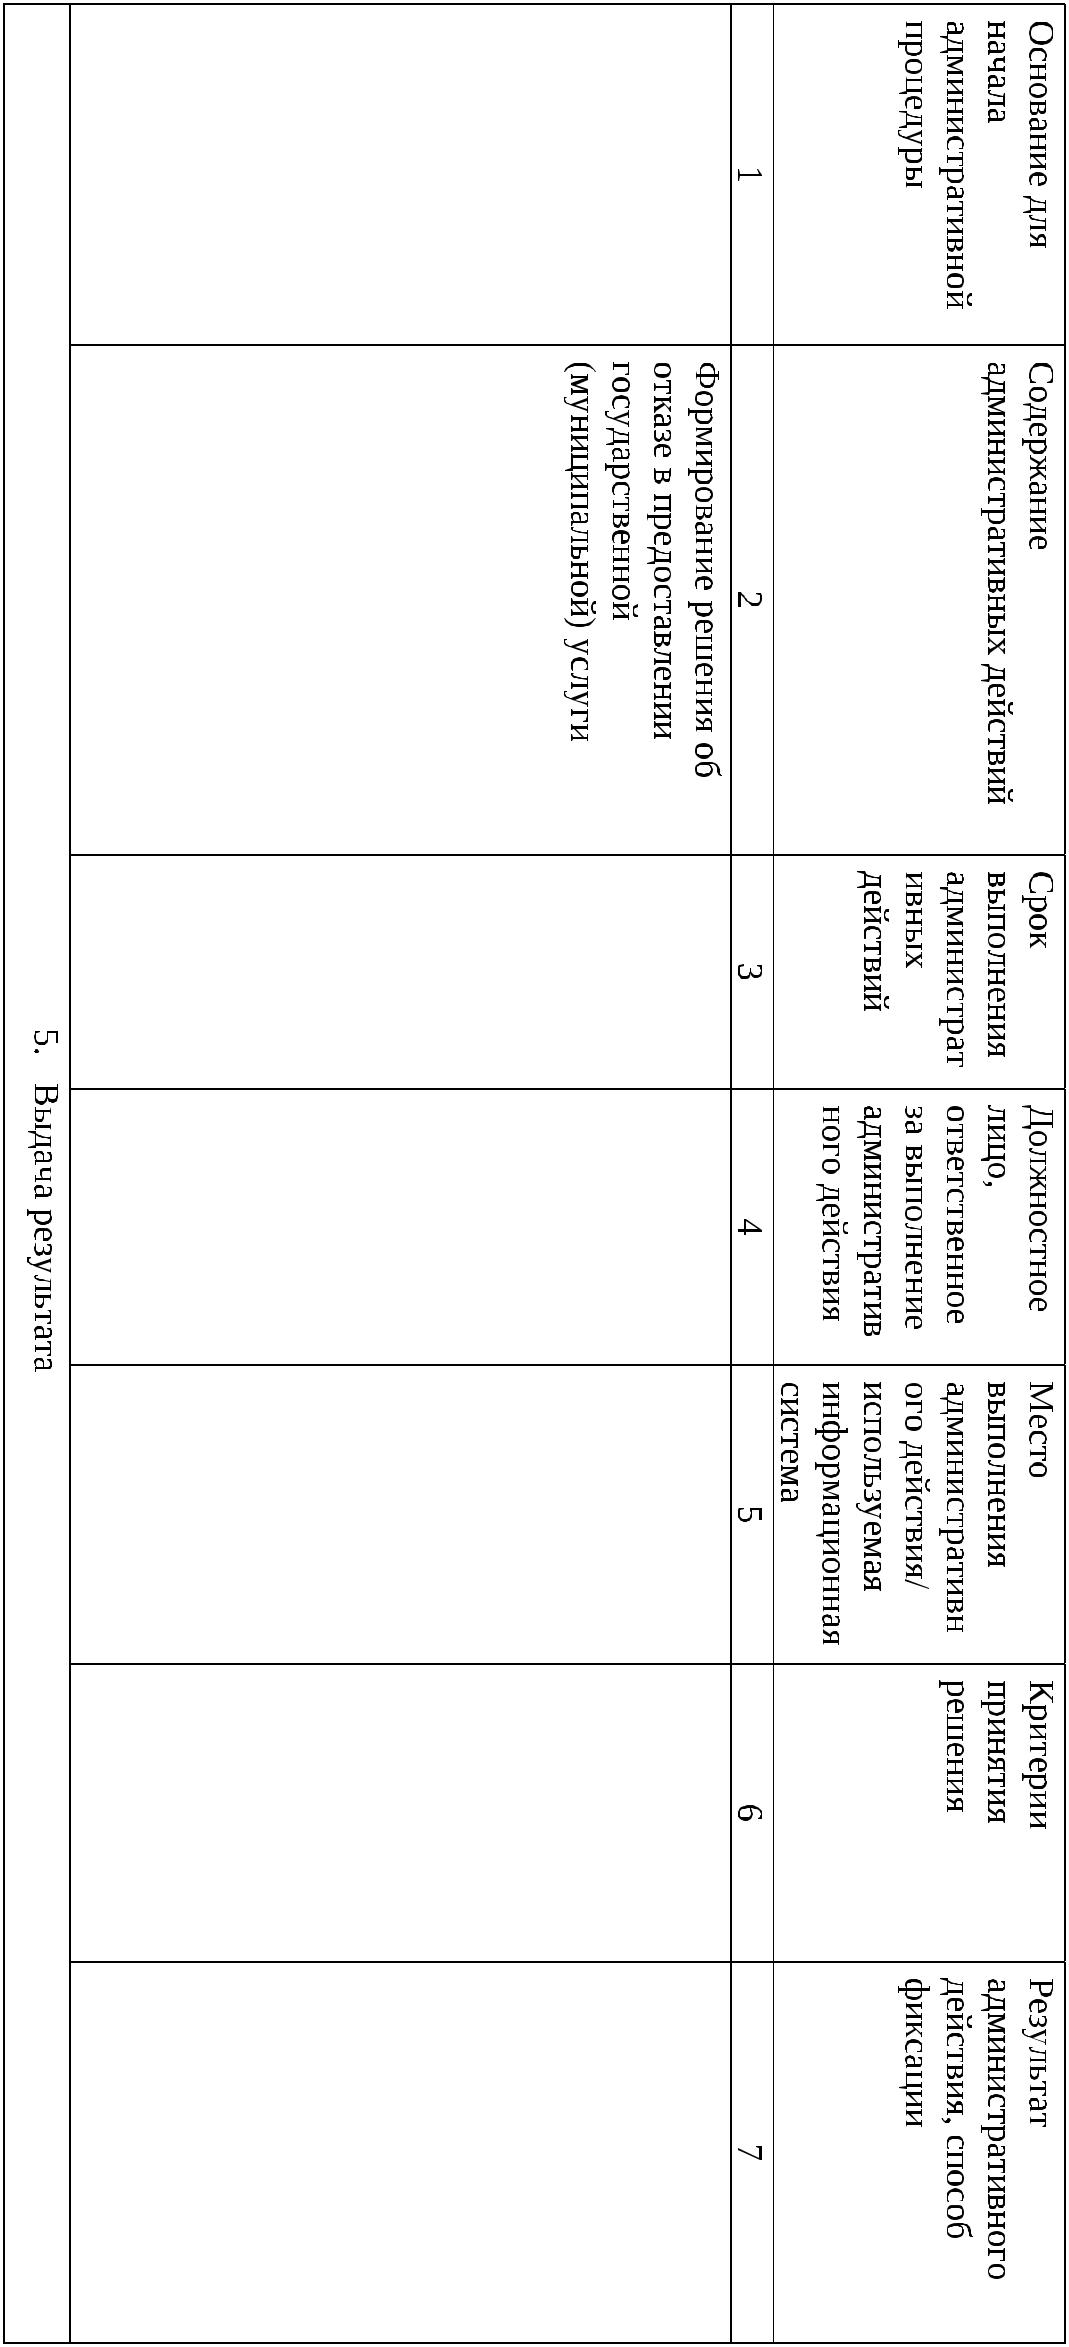 Основание для
начала
административной
процедуры
Содержание
административных действий
Срок
выполнения
администрат
ивных
действий
Должностное
лицо,
ответственное
за выполнение
административ
ного действия
Место
выполнения
административн
ого действия/
используемая
информационная
система
Критерии
принятия
решения
Результат
административного
действия, способ
фиксации
1
2
3
4
5
6
7
Формирование решения об
отказе в предоставлении
государственной
(муниципальной) услуги
5. Выдача результата